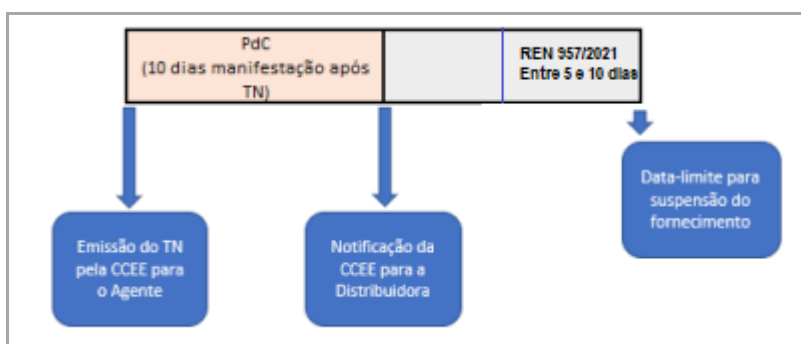 PdC
(10 dias manifestação após
TN)
REN 957/2021
Entre 5 e 10 dias
Emissão do TN
pela CCEE para
o Agente
Notificação da
CCEE para a
Distribuidora
Data-limite para
suspensão do
fornecimento